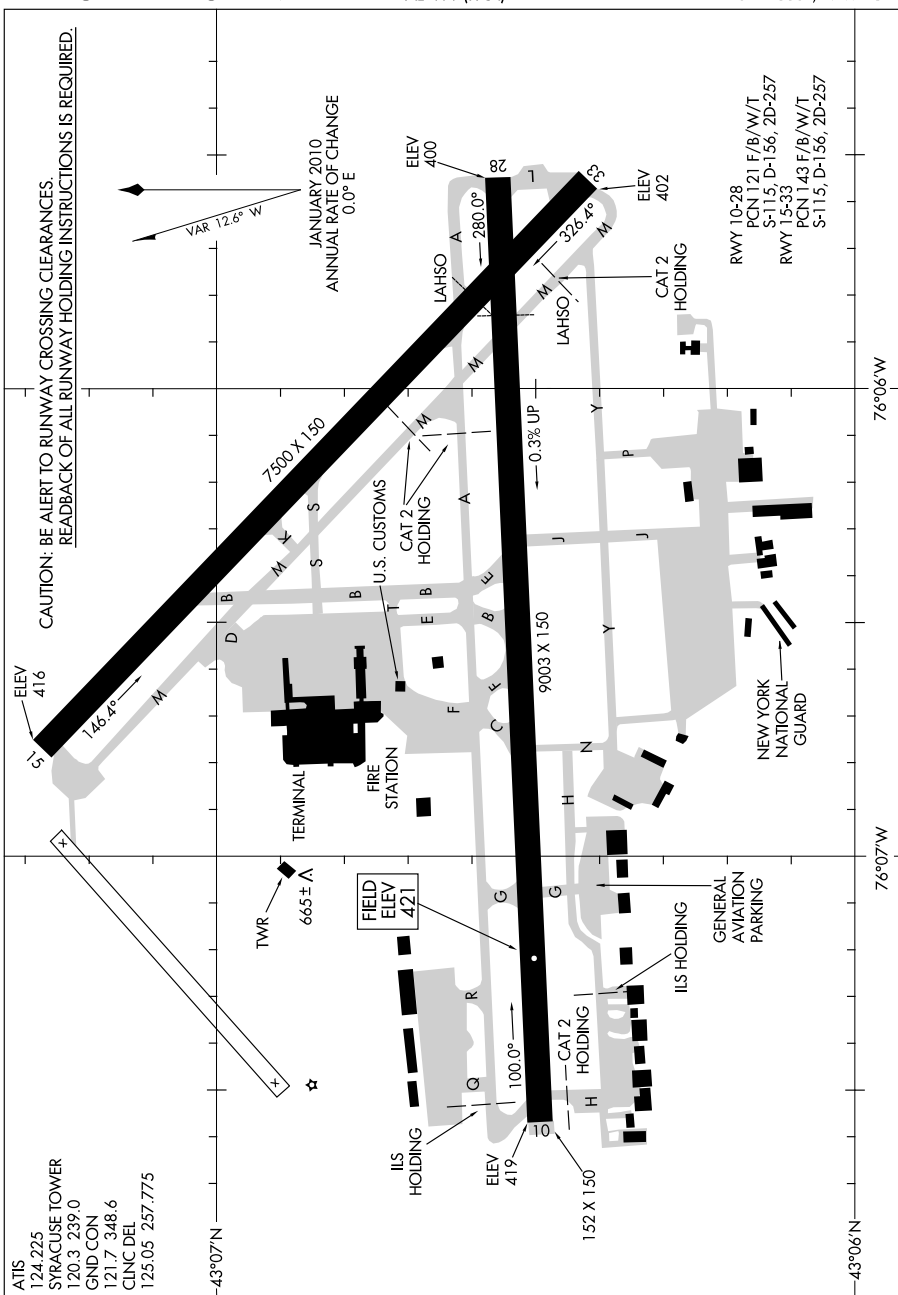 AL-411 (FAA)
CAUTION: BE ALERT TO RUNWAY CROSSING CLEARANCES.
READBACK OF ALL RUNWAY HOLDING INSTRUCTIONS IS REQUIRED.
ATIS
124.225
SYRACUSE TOWER
120.3 239.0
GND CON
121.7 348.6
CLNC DEL
125.05 257.775
VAR 12.6° W
JANUARY 2010
ANNUAL RATE OF CHANGE
0.0° E
ELEV
416
15
146.4°
M
D
B
M
K
S
S
7500 X 150
43°07'N
TWR
665±
TERMINAL
FIRE
STATION
U.S. CUSTOMS
T
B
E
B
CAT 2
HOLDING
M
M
LAHSO
A
ELEV
400
28
280.0°
L
33
326.4°
ELEV
402
M
M
LAHSO
CAT 2
HOLDING
FIELD
ELEV
421
F
C
F
B
E
A
9003 X 150
0.3% UP
Q
R
G
G
100.0°
ILS
HOLDING
ELEV
419
10
152 X 150
CAT 2
HOLDING
H
H
N
Y
Y
J
J
P
ILS HOLDING
GENERAL
AVIATION
PARKING
NEW YORK
NATIONAL
GUARD
RWY 10-28
PCN 121 F/B/W/T
S-115, D-156, 2D-257
RWY 15-33
PCN 143 F/B/W/T
S-115, D-156, 2D-257
76°07'W
76°06'W
43°06'N